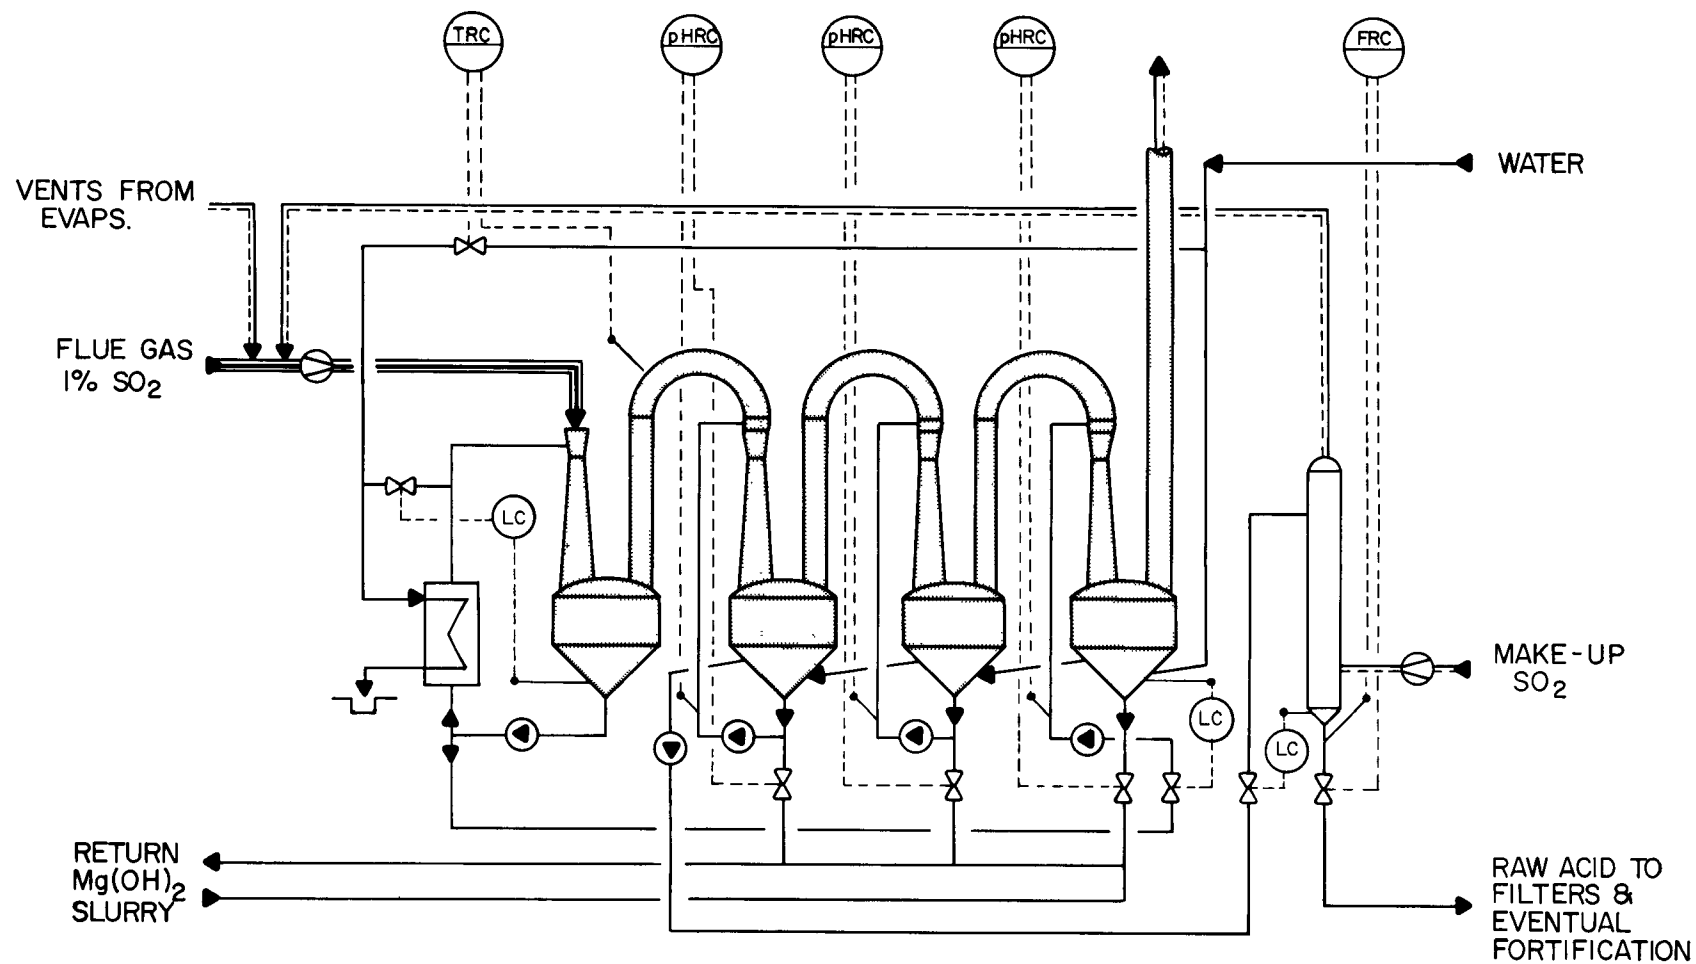 TRC
pHRC
pHRC
pHRC
FRC
WATER
VENTS FROM
EVAPS.
FLUE GAS
1% SO2
LC
MAKE-UP
SO2
LC
LC
RETURN
Mg(OH)2
SLURRY
RAW ACID TO
FILTERS &
EVENTUAL
FORTIFICATION